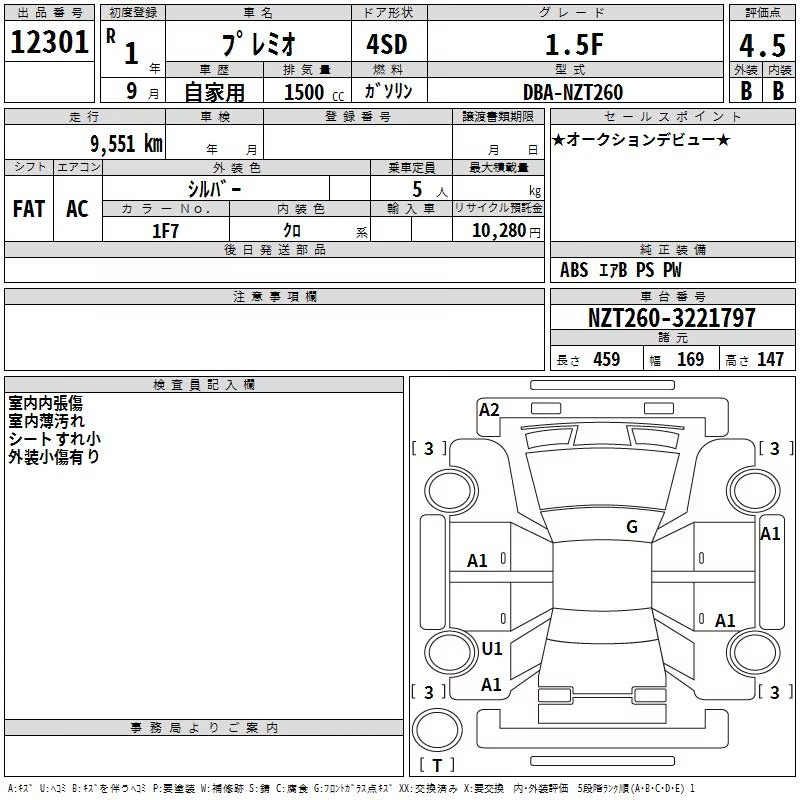 出品番号 初度登録 車名 ドア形状 グレード 評価点
12301 R 1 年 プレミオ 4SD 1.5F 4.5
車歴 排気量 燃料 型式 外装 内装
9 月 自家用 1500 CC ガソリン DBA-NZT260 B B
走行 車検 登録番号 譲渡書類期限 セールスポイント
9,551 km 年 月 月 日 ★オークションデビュー★
シフト エアコン 外装色 乗車定員 最大積載量
FAT AC シルバー 5 人 kg
カラーNo. 内装色 輸入車 リサイクル預託金
1F7 クロ 系 10,280 円
後日発送部品 純正装備
ABS エアB PS PW
注意事項欄 車台番号
NZT260-3221797
諸元
長さ 459 幅 169 高さ 147
検査員記入欄
室内内張傷
室内薄汚れ
シートすれ小
外装小傷有り
事務局よりご案内
A2
[ 3 ] [ 3 ]
G
A1
A1
A1
U1
A1
[ 3 ] [ 3 ]
[ T ]
A:キズ U:ヘコミ B:キズを伴うヘコミ P:要塗装 W:補修跡 S:錆 C:腐食 G:フロントガラス点キズ XX:交換済み X:要交換 内・外装評価 5段階ランク順(A・B・C・D・E) 1